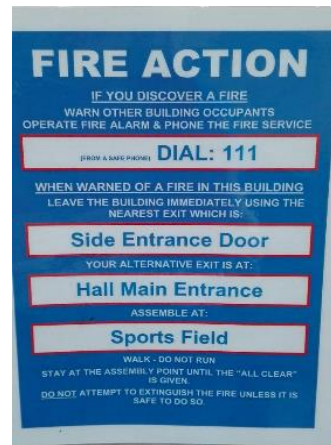 FIRE ACTION
IF YOU DISCOVER A FIRE
WARN OTHER BUILDING OCCUPANTS
OPERATE FIRE ALARM & PHONE THE FIRE SERVICE
(FROM A SAFE PHONE) DIAL: 111
WHEN WARNED OF A FIRE IN THIS BUILDING
LEAVE THE BUILDING IMMEDIATELY USING THE
NEAREST EXIT WHICH IS:
Side Entrance Door
YOUR ALTERNATIVE EXIT IS AT:
Hall Main Entrance
ASSEMBLE AT:
Sports Field
WALK - DO NOT RUN
STAY AT THE ASSEMBLY POINT UNTIL THE "ALL CLEAR"
IS GIVEN.
DO NOT ATTEMPT TO EXTINGUISH THE FIRE UNLESS IT IS
SAFE TO DO SO.